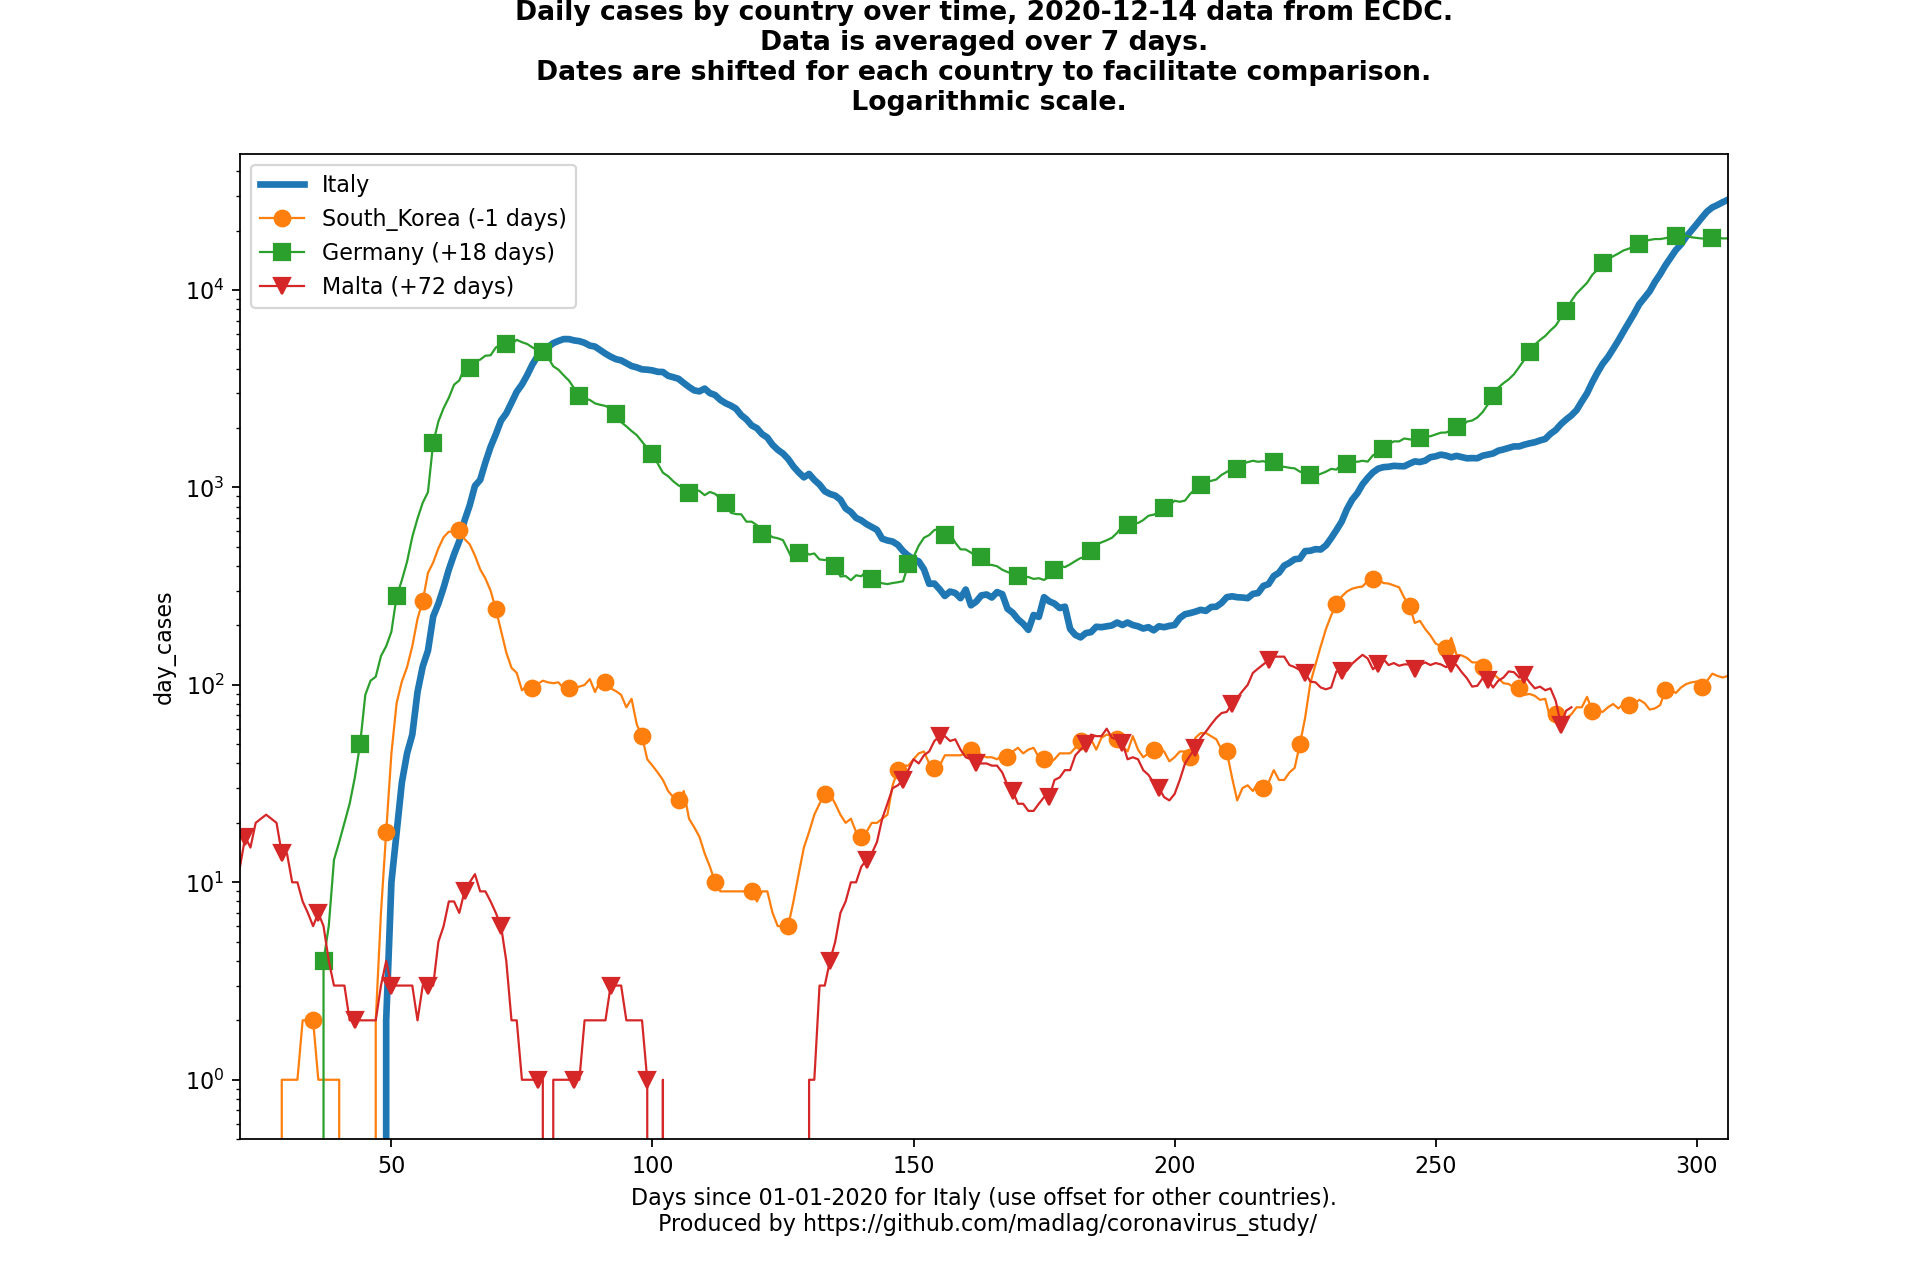 Daily cases by country over time, 2020-12-14 data from ECDC.
Data is averaged over 7 days.
Dates are shifted for each country to facilitate comparison.
Logarithmic scale.
Italy
South_Korea (-1 days)
Germany (+18 days)
Malta (+72 days)
10⁴
10³
10²
10¹
10⁰
day_cases
50 100 150 200 250 300
Days since 01-01-2020 for Italy (use offset for other countries).
Produced by https://github.com/madlag/coronavirus_study/